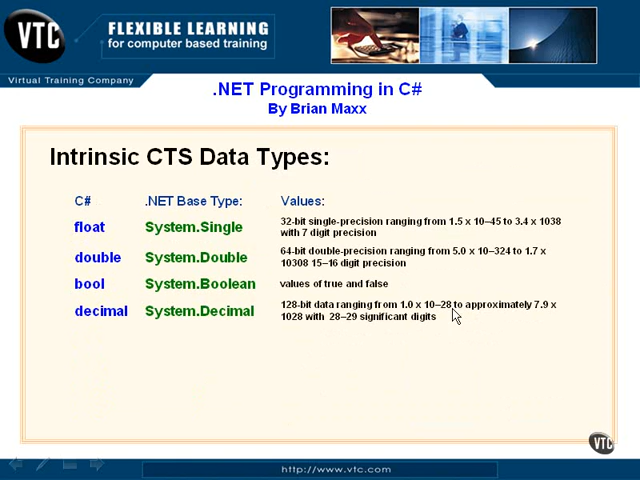 VTC
FLEXIBLE LEARNING
for computer based training
Virtual Training Company
.NET Programming in C#
By Brian Maxx
Intrinsic CTS Data Types:
C# .NET Base Type: Values:
float System.Single 32-bit single-precision ranging from 1.5 x 10–45 to 3.4 x 1038
with 7 digit precision
double System.Double 64-bit double-precision ranging from 5.0 x 10–324 to 1.7 x
10308 15–16 digit precision
bool System.Boolean values of true and false
decimal System.Decimal 128-bit data ranging from 1.0 x 10–28 to approximately 7.9 x
1028 with 28–29 significant digits
VTC
http://www.vtc.com